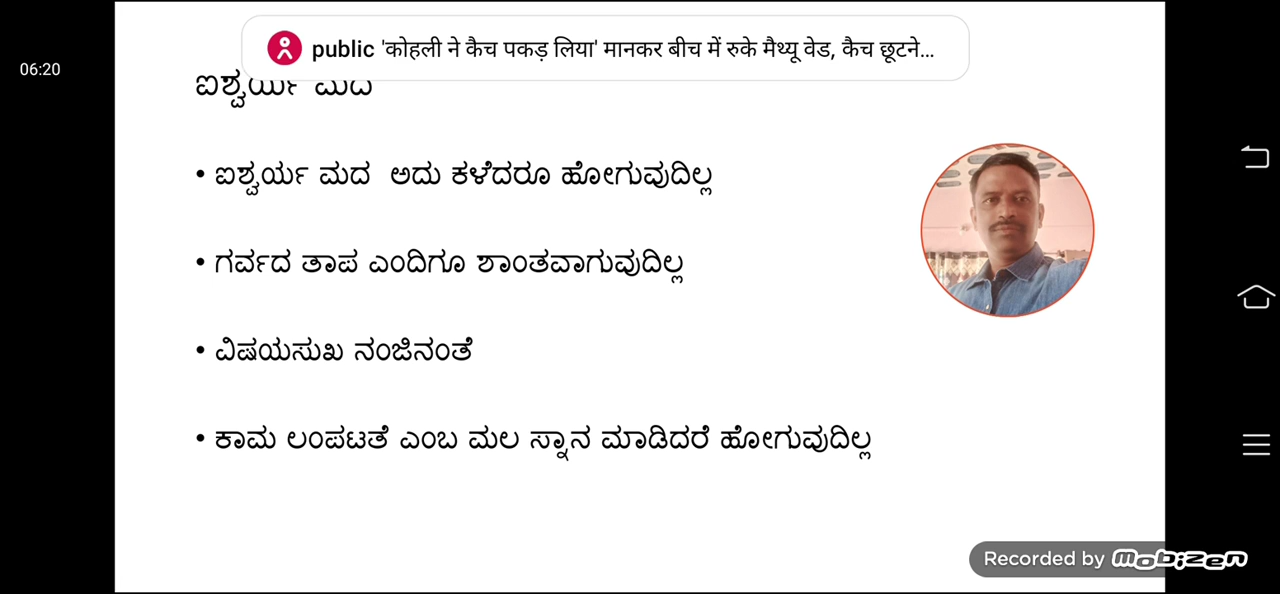 public 'कोहली ने कैच पकड़ लिया' मानकर बीच में रुके मैथ्यू वेड, कैच छूटने...
06:20
ಐಶ್ವರ್ಯ ಮದ
• ಐಶ್ವರ್ಯ ಮದ ಅದು ಕಳೆದರೂ ಹೋಗುವುದಿಲ್ಲ
• ಗರ್ವದ ತಾಪ ಎಂದಿಗೂ ಶಾಂತವಾಗುವುದಿಲ್ಲ
• ವಿಷಯಸುಖ ನಂಜಿನಂತೆ
• ಕಾಮ ಲಂಪಟತೆ ಎಂಬ ಮಲ ಸ್ನಾನ ಮಾಡಿದರೆ ಹೋಗುವುದಿಲ್ಲ
Recorded by Mobizen